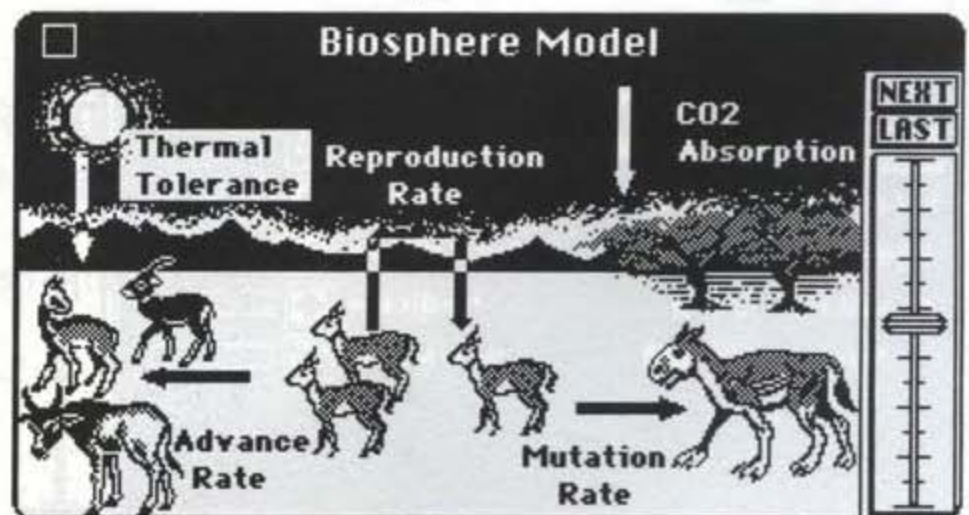 Biosphere Model
NEXT
LAST
Thermal
Tolerance
Reproduction
Rate
CO2
Absorption
Advance
Rate
Mutation
Rate